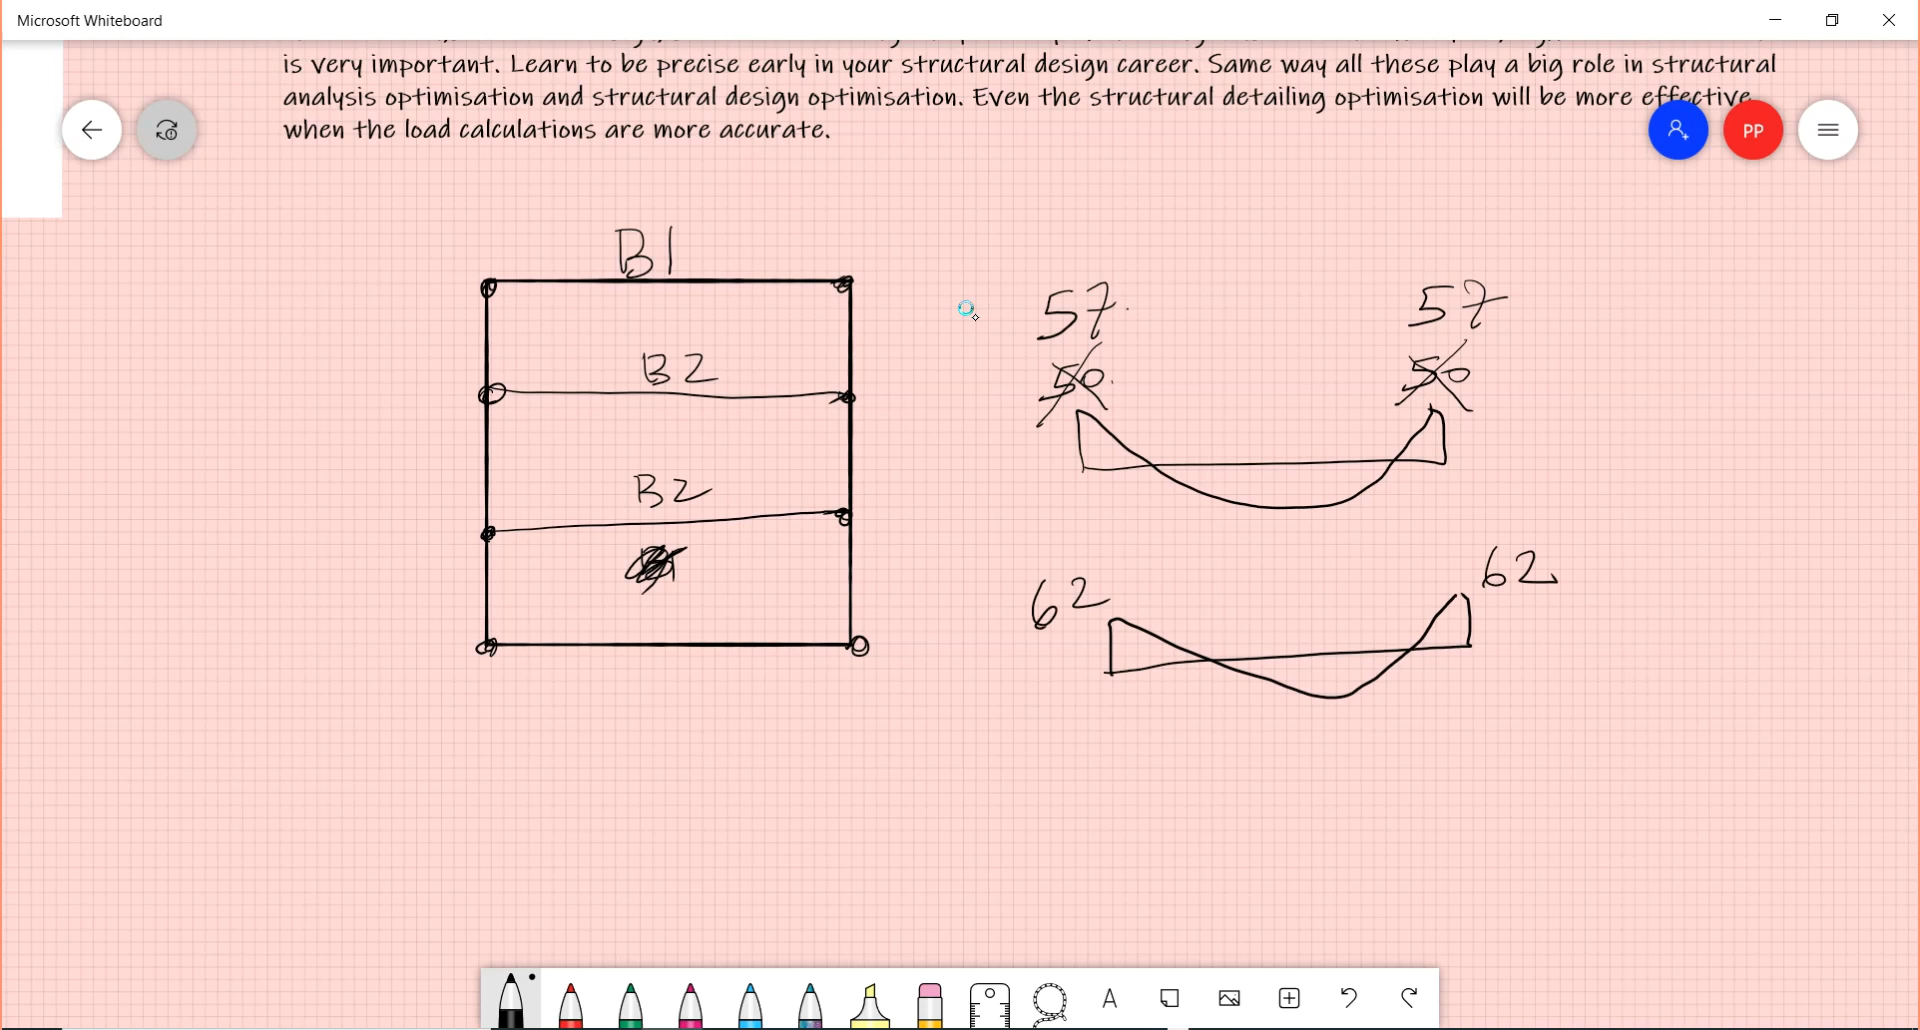 Microsoft Whiteboard
is very important. Learn to be precise early in your structural design career. Same way all these play a big role in structural
analysis optimisation and structural design optimisation. Even the structural detailing optimisation will be more effective
when the load calculations are more accurate.
PP
B1
57 57
B2
50 50
B2
62 62
A